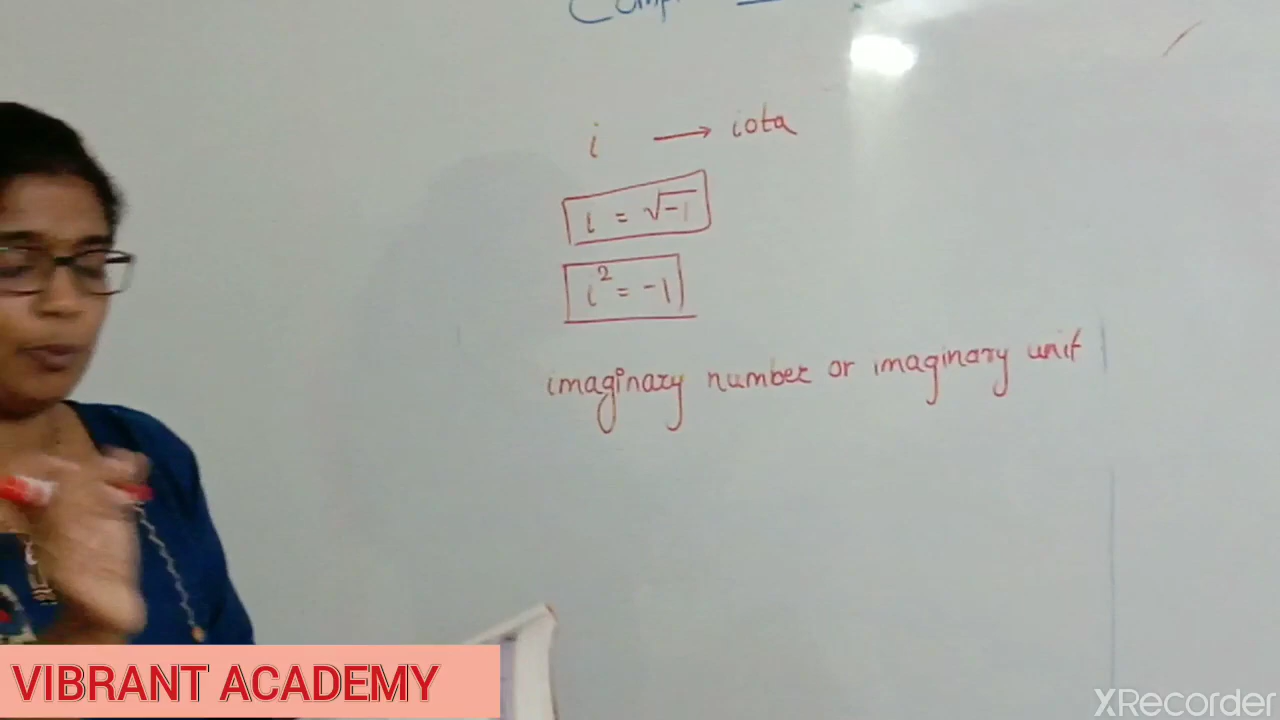 i → iota
i = √-1
i² = -1
imaginary number or imaginary unit
VIBRANT ACADEMY
XRecorder